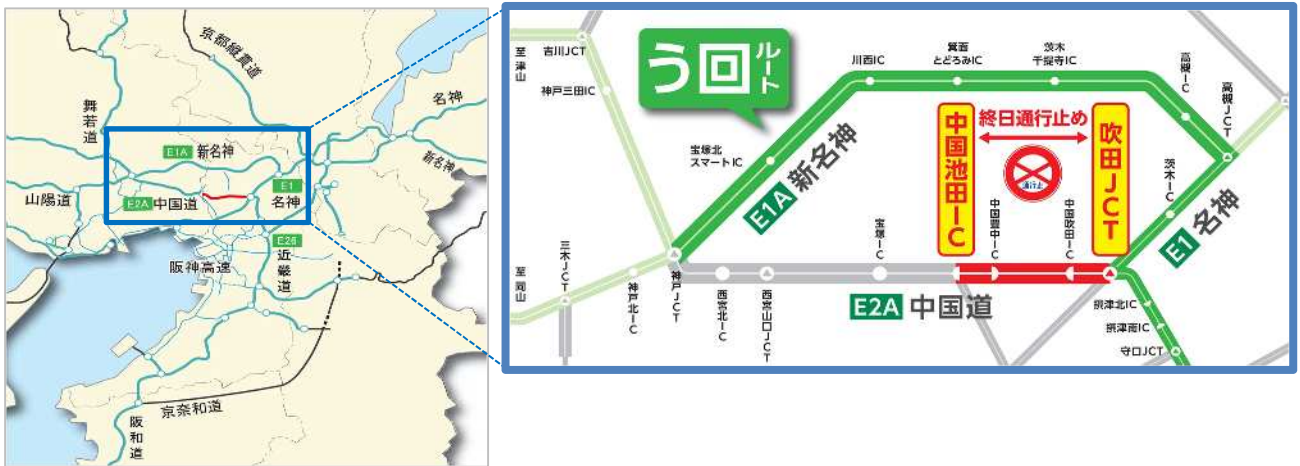 京都縦貫道
舞若道
名神
新名神
E1A 新名神
山陽道
E2A 中国道
E1
名神
E26
近畿道
阪神高速
京奈和道
阪和道
う回ルート
至津山
吉川JCT
神戸三田IC
宝塚北
スマートIC
川西IC
箕面
とどろみIC
茨木
千提寺IC
高槻IC
高槻JCT
E1A 新名神
中国池田IC
終日通行止め
通行止
吹田JCT
茨木IC
E1 名神
中国豊中IC
中国吹田IC
宝塚IC
三木JCT
至岡山
神戸北IC
神戸JCT
西宮北IC
西宮山口JCT
E2A 中国道
摂津北IC
摂津南IC
守口JCT